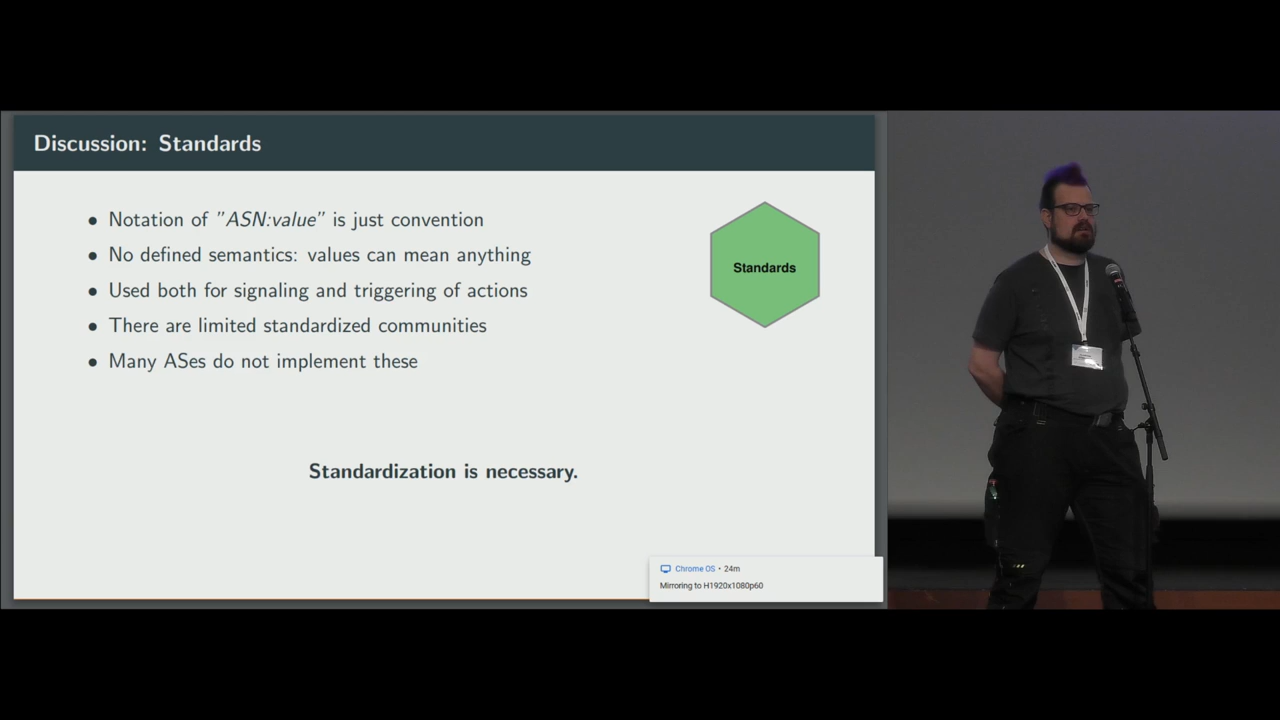 Discussion: Standards
• Notation of "ASN:value" is just convention
• No defined semantics: values can mean anything
• Used both for signaling and triggering of actions
• There are limited standardized communities
• Many ASes do not implement these
Standards
Standardization is necessary.
Chrome OS • 24m
Mirroring to H1920x1080p60